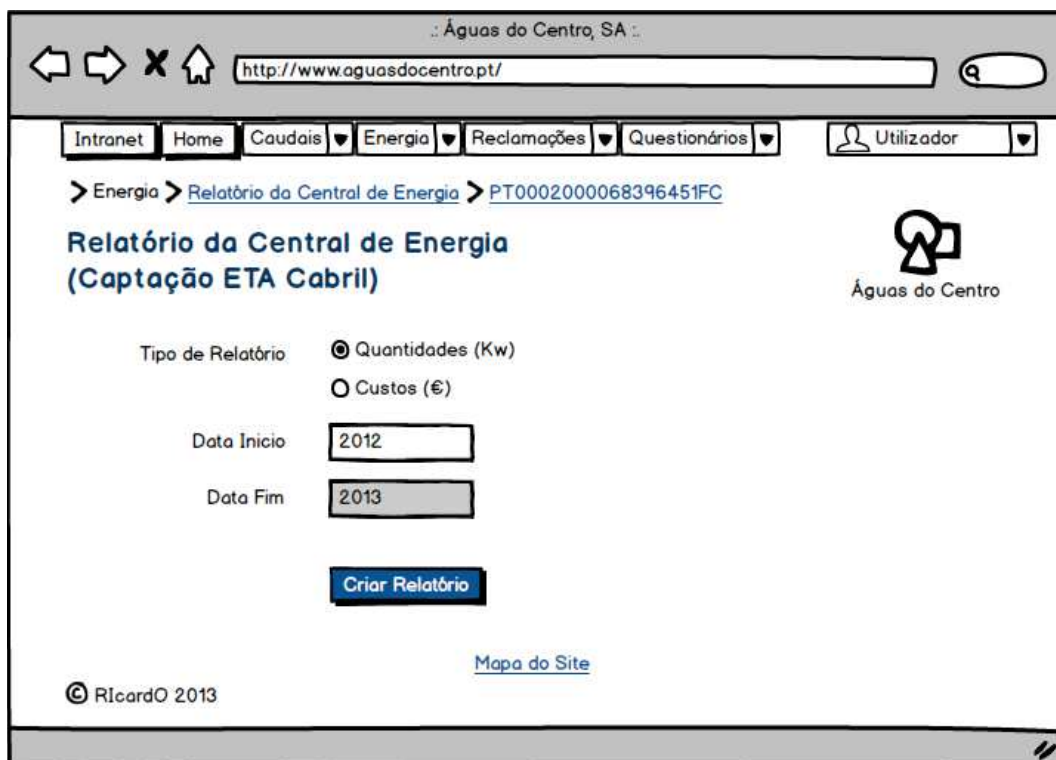 .: Águas do Centro, SA :.
http://www.aguasdocentro.pt/
Intranet Home Caudais Energia Reclamações Questionários Utilizador
Energia Relatório da Central de Energia PT0002000068396451FC
Relatório da Central de Energia
(Captação ETA Cabril)
Águas do Centro
Tipo de Relatório Quantidades (Kw)
Custos (€)
Data Inicio 2012
Data Fim 2013
Criar Relatório
Mapa do Site
© RIcardO 2013